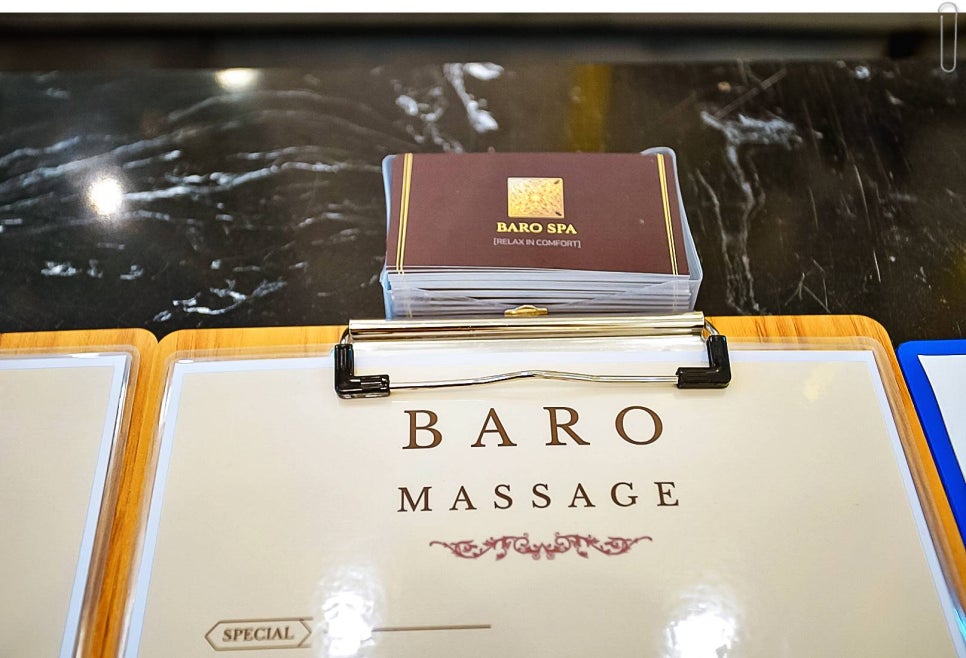 BARO SPA
[RELAX IN COMFORT]
BARO
MASSAGE
SPECIAL